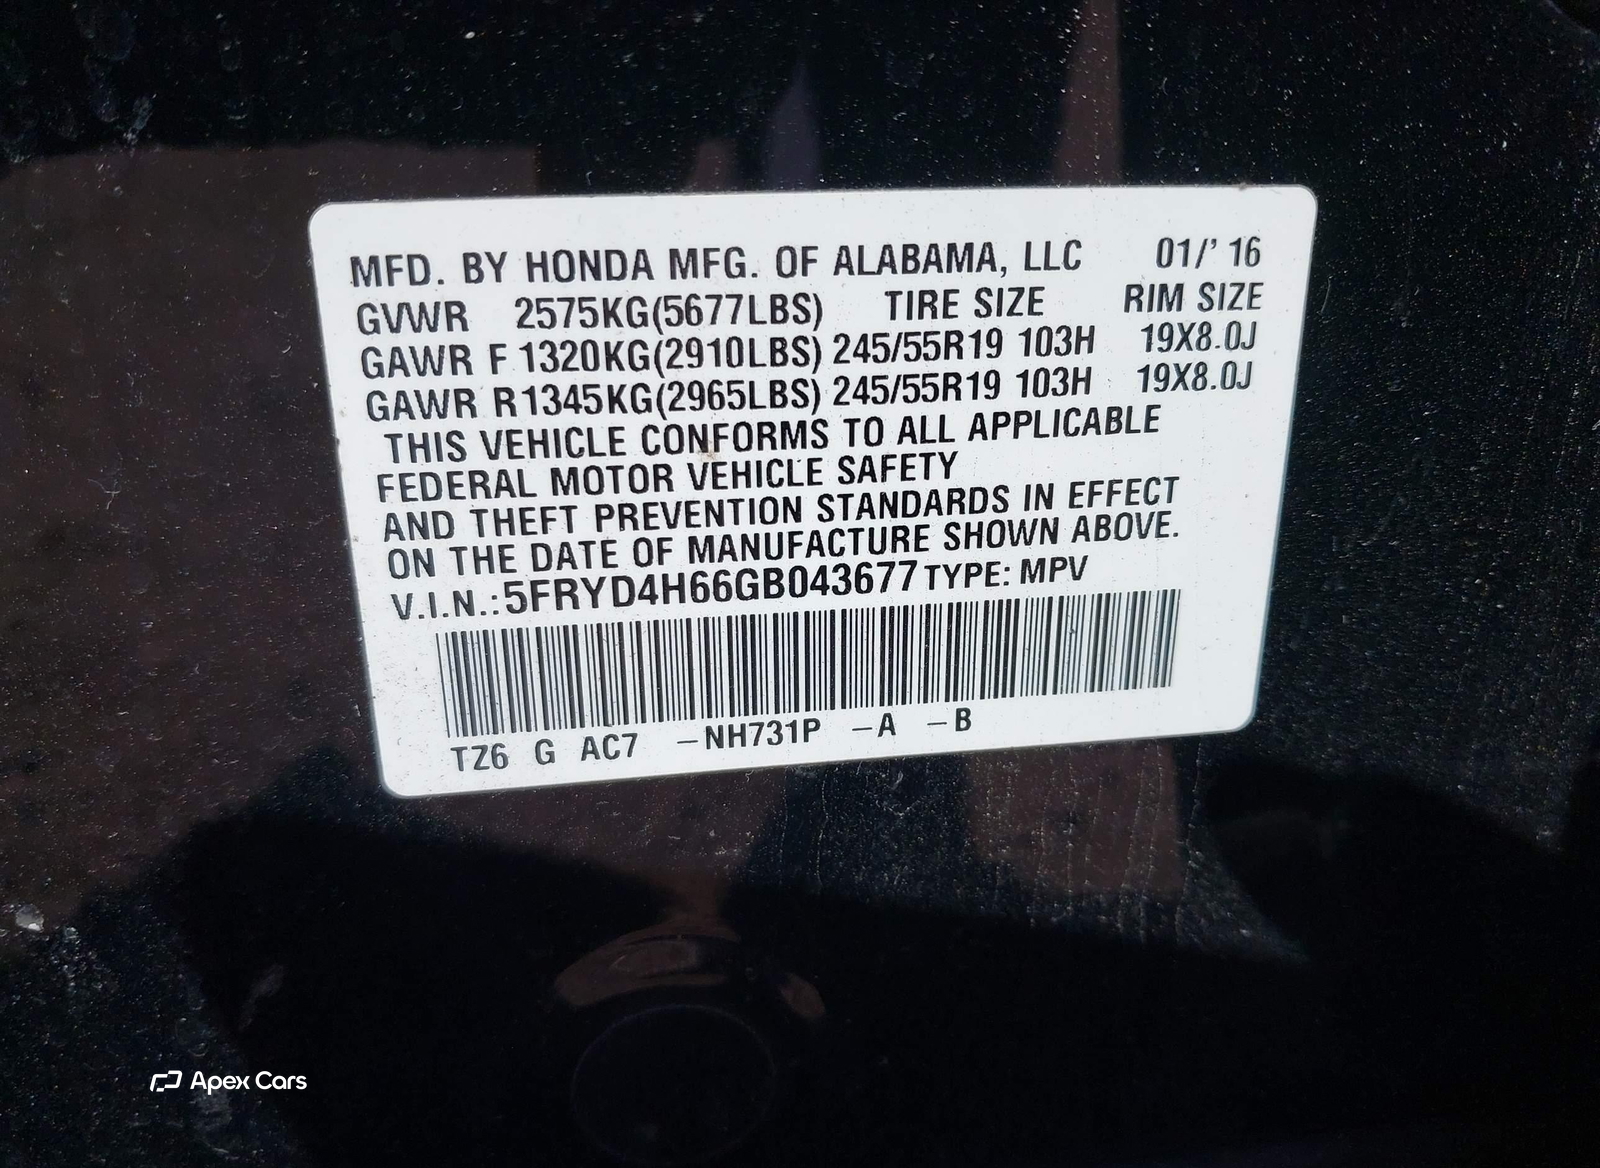 MFD. BY HONDA MFG. OF ALABAMA, LLC 01/' 16
GVWR 2575KG(5677LBS) TIRE SIZE RIM SIZE
GAWR F 1320KG(2910LBS) 245/55R19 103H 19X8.0J
GAWR R1345KG(2965LBS) 245/55R19 103H 19X8.0J
THIS VEHICLE CONFORMS TO ALL APPLICABLE
FEDERAL MOTOR VEHICLE SAFETY
AND THEFT PREVENTION STANDARDS IN EFFECT
ON THE DATE OF MANUFACTURE SHOWN ABOVE.
V.I.N.:5FRYD4H66GB043677 TYPE: MPV
TZ6 G AC7 –NH731P –A –B
Apex Cars